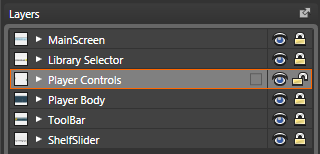 Layers
MainScreen
Library Selector
Player Controls
Player Body
ToolBar
ShelfSlider